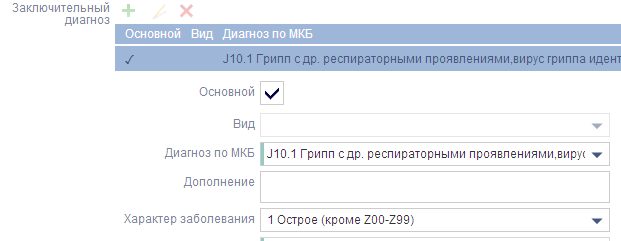 Заключительный
диагноз
Основной Вид Диагноз по МКБ
J10.1 Грипп с др. респираторными проявлениями,вирус гриппа идент
Основной
Вид
Диагноз по МКБ J10.1 Грипп с др. респираторными проявлениями,вирус
Дополнение
Характер заболевания 1 Острое (кроме Z00-Z99)